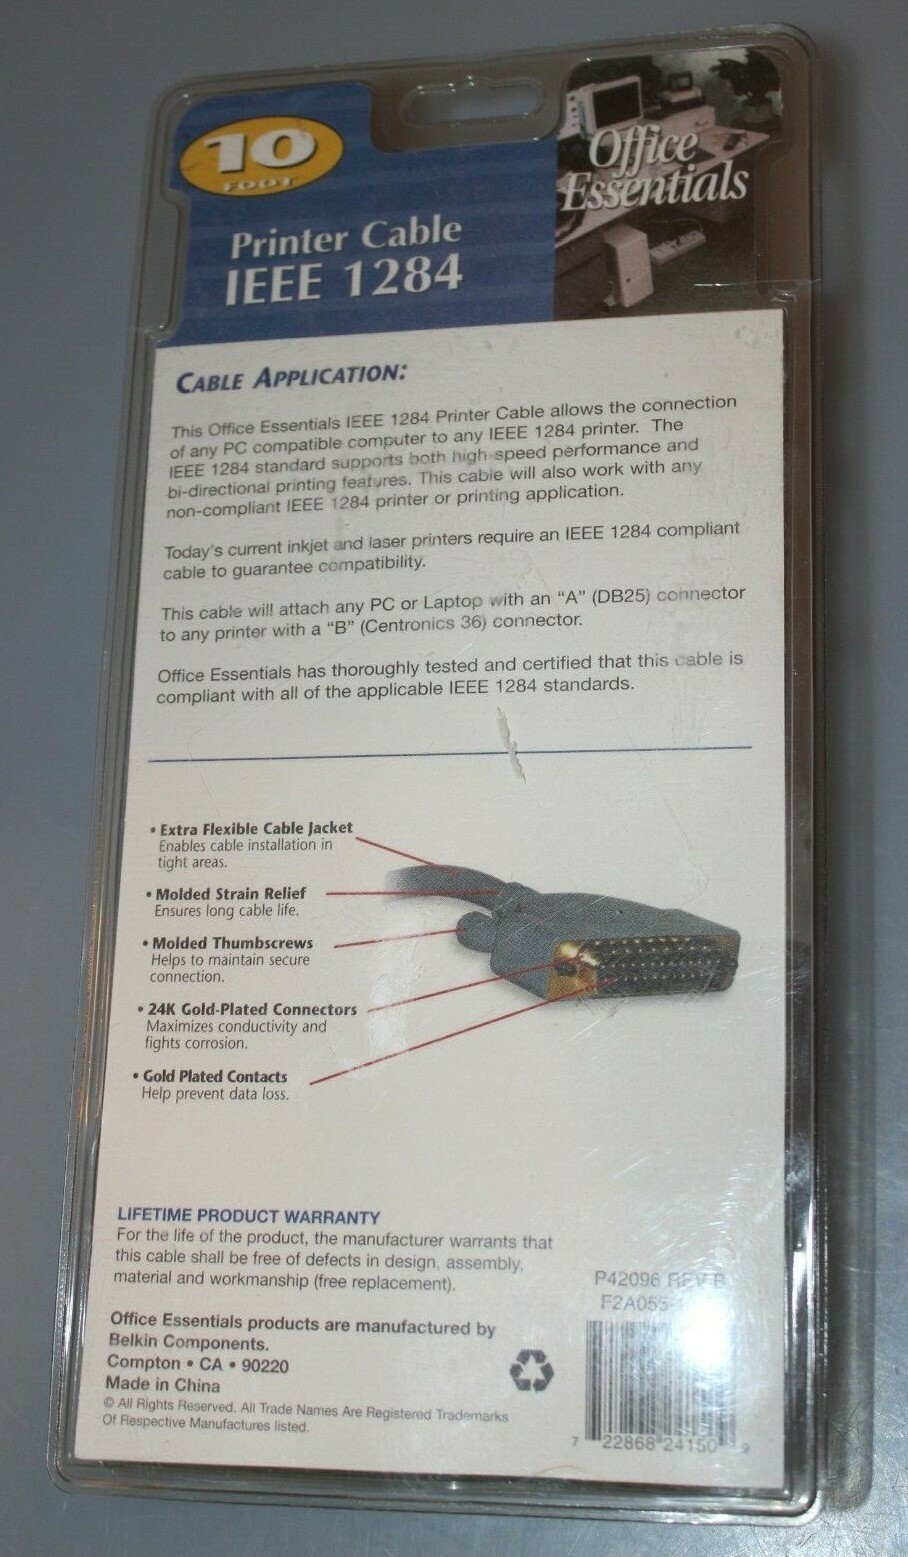 10
FOOT
Office
Essentials
Printer Cable
IEEE 1284
CABLE APPLICATION:
This Office Essentials IEEE 1284 Printer Cable allows the connection
of any PC compatible computer to any IEEE 1284 printer. The
IEEE 1284 standard supports both high-speed performance and
bi-directional printing features. This cable will also work with any
non-compliant IEEE 1284 printer or printing application.
Today's current inkjet and laser printers require an IEEE 1284 compliant
cable to guarantee compatibility.
This cable will attach any PC or Laptop with an “A” (DB25) connector
to any printer with a “B” (Centronics 36) connector.
Office Essentials has thoroughly tested and certified that this cable is
compliant with all of the applicable IEEE 1284 standards.
• Extra Flexible Cable Jacket
Enables cable installation in
tight areas.
• Molded Strain Relief
Ensures long cable life.
• Molded Thumbscrews
Helps to maintain secure
connection.
• 24K Gold-Plated Connectors
Maximizes conductivity and
fights corrosion.
• Gold Plated Contacts
Help prevent data loss.
LIFETIME PRODUCT WARRANTY
For the life of the product, the manufacturer warrants that
this cable shall be free of defects in design, assembly,
material and workmanship (free replacement).
Office Essentials products are manufactured by
Belkin Components.
Compton • CA • 90220
Made in China
© All Rights Reserved. All Trade Names Are Registered Trademarks
Of Respective Manufactures listed.
P42096 REV B
7 22868 24150 9